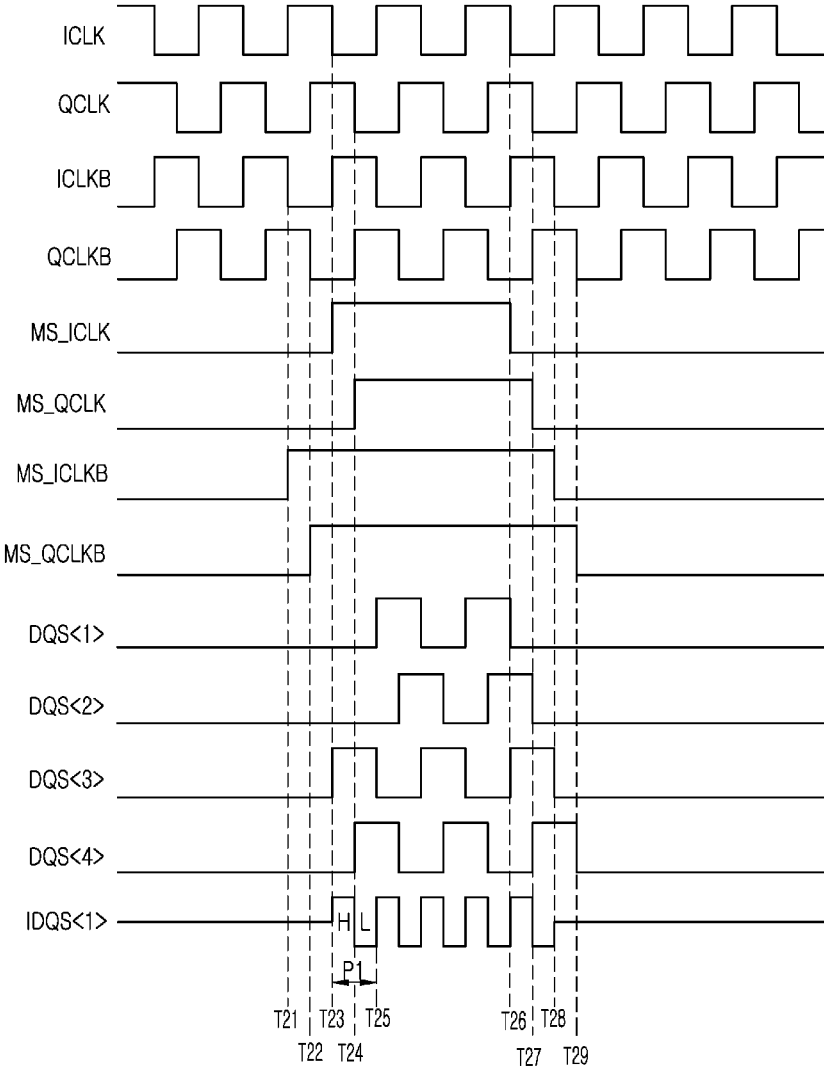 ICLK
QCLK
ICLKB
QCLKB
MS_ICLK
MS_QCLK
MS_ICLKB
MS_QCLKB
DQS<1>
DQS<2>
DQS<3>
DQS<4>
IDQS<1>
H L
P1
T21 T23 T25 T26 T28
T22 T24 T27 T29